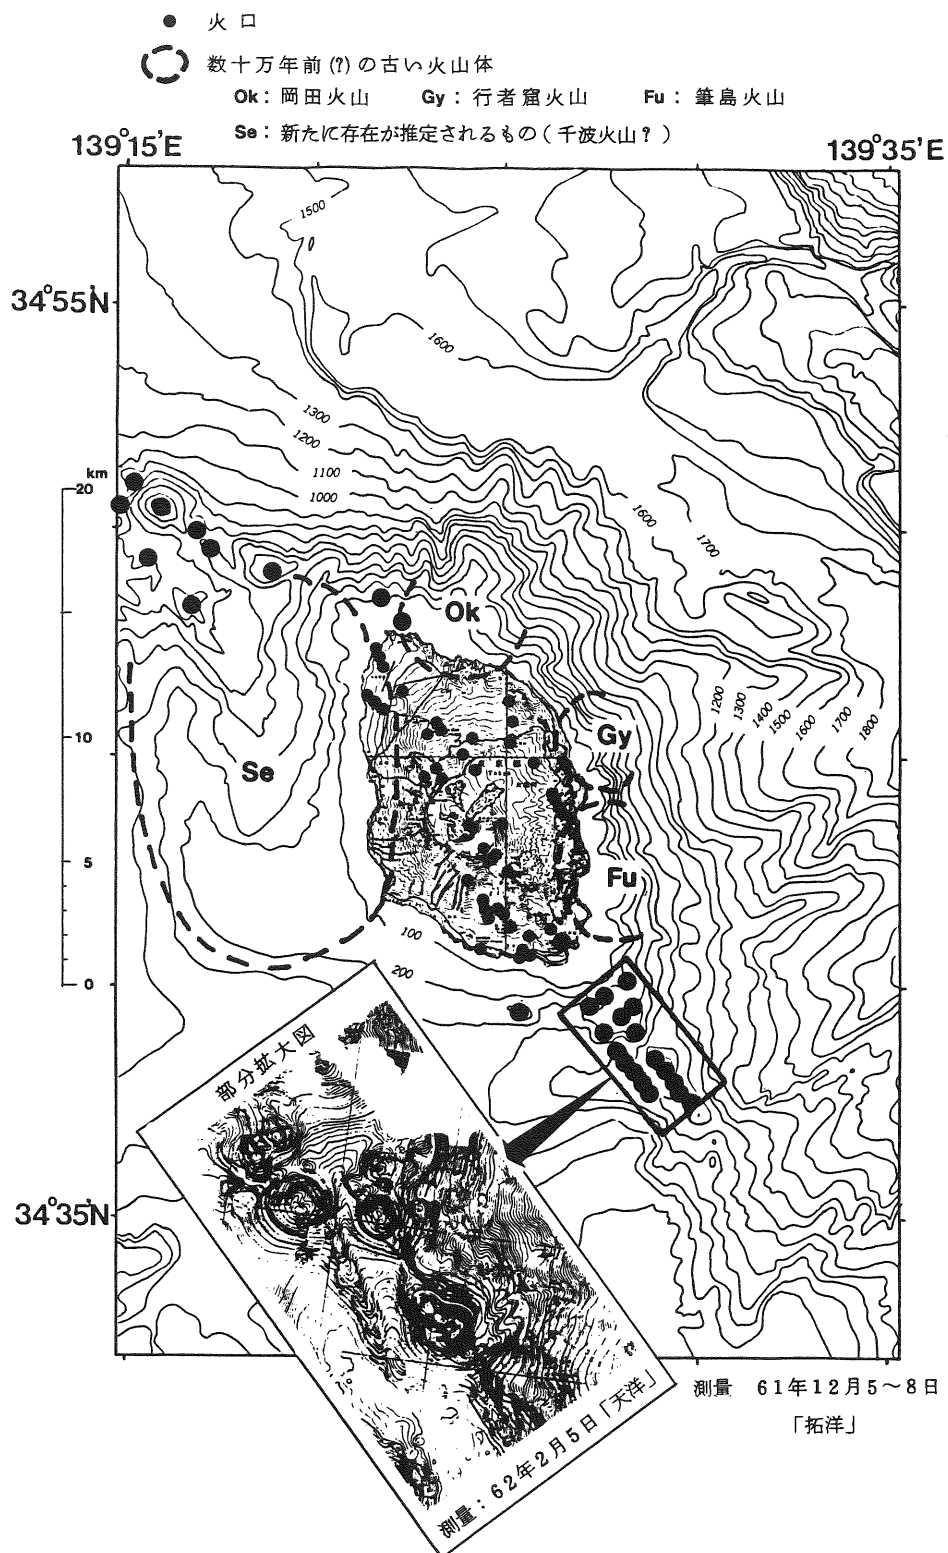 火口
数十万年前(?)の古い火山体
Ok: 岡田火山 Gy: 行者窟火山 Fu: 筆島火山
Se: 新たに存在が推定されるもの(千波火山?)
139°15'E 139°35'E
1500
34°55'N
1600
1300
1200
1100
1000
km
20
1600
1700
Ok
1200
1300
1400
1500
1600
1700
1800
10
Gy
Se
5
Fu
100
200
0
部分拡大図
34°35'N
測量 61年12月5~8日
「拓洋」
測量:62年2月5日「天洋」